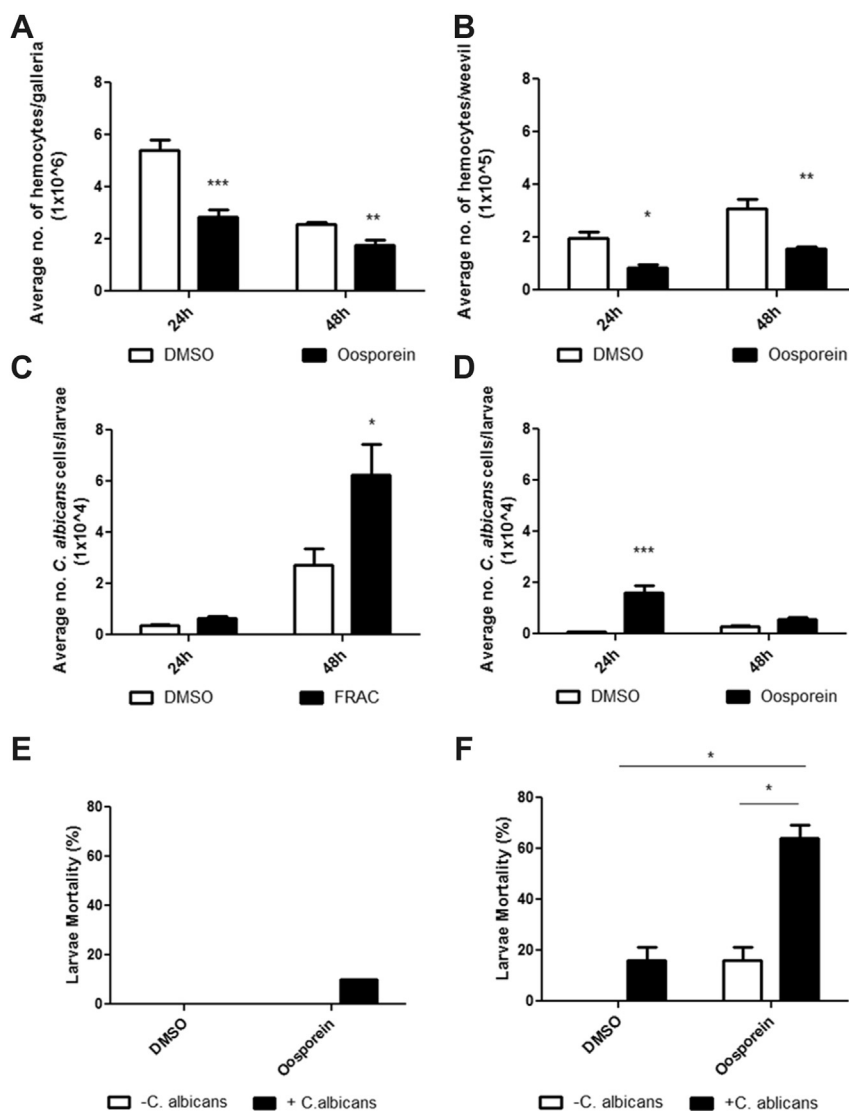 A
Average no. of hemocytes/galleria
(1x10^6)
8
6
4
2
0
***
**
24h
48h
DMSO
Oosporein
B
Average no. of hemocytes/weevil
(1x10^5)
8
6
4
2
0
*
**
24h
48h
DMSO
Oosporein
C
Average no. C. albicans cells/larvae
(1x10^4)
8
6
4
2
0
*
24h
48h
DMSO
FRAC
D
Average no. C. albicans cells/larvae
(1x10^4)
8
6
4
2
0
***
24h
48h
DMSO
Oosporein
E
Larvae Mortality (%)
80
60
40
20
0
DMSO
Oosporein
-C. albicans
+ C.albicans
F
Larvae Mortality (%)
80
60
40
20
0
*
*
DMSO
Oosporein
-C. albicans
+C. ablicans